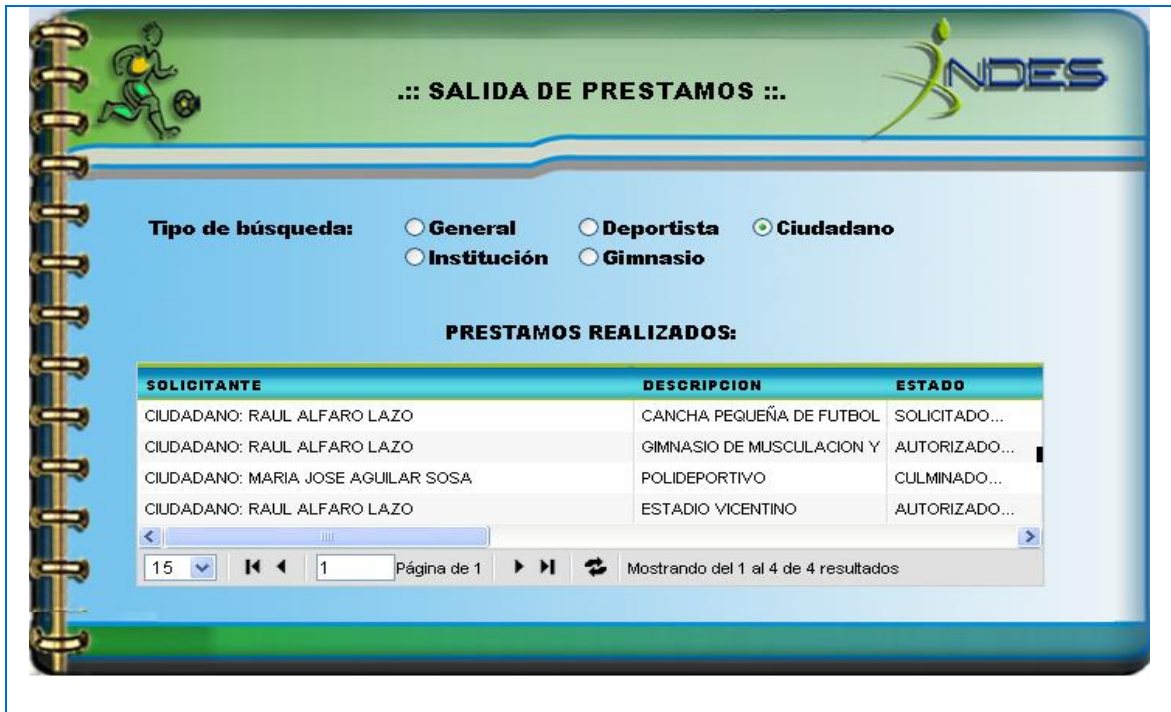 .:: SALIDA DE PRESTAMOS ::.
INDES
Tipo de búsqueda: General Deportista Ciudadano
Institución Gimnasio
PRESTAMOS REALIZADOS:
SOLICITANTE DESCRIPCION ESTADO
CIUDADANO: RAUL ALFARO LAZO CANCHA PEQUEÑA DE FUTBOL SOLICITADO...
CIUDADANO: RAUL ALFARO LAZO GIMNASIO DE MUSCULACION Y AUTORIZADO...
CIUDADANO: MARIA JOSE AGUILAR SOSA POLIDEPORTIVO CULMINADO...
CIUDADANO: RAUL ALFARO LAZO ESTADIO VICENTINO AUTORIZADO...
15 1 Página de 1 Mostrando del 1 al 4 de 4 resultados